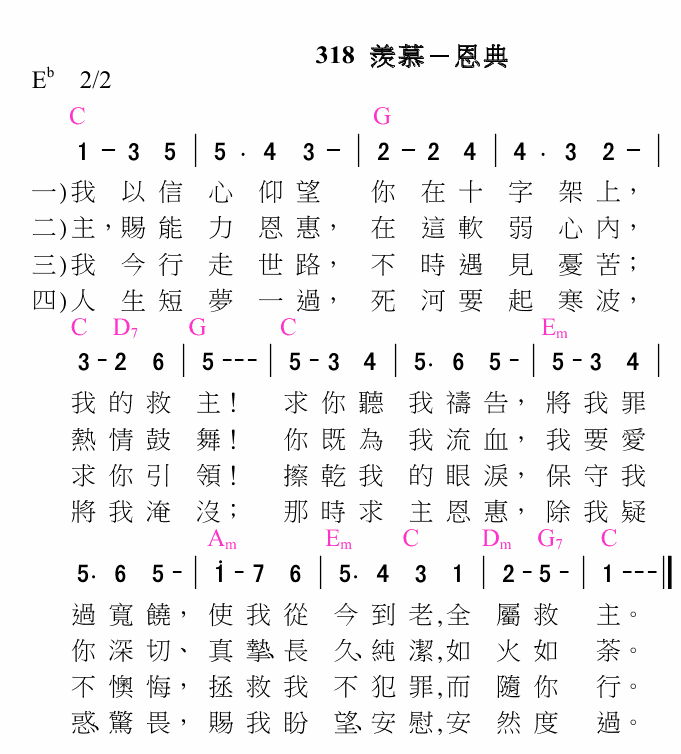 318 羨慕－恩典
E♭ 2/2
C G
1 - 3 5 | 5 . 4 3 - | 2 - 2 4 | 4 . 3 2 - |
一)我 以信 心 仰望 你 在十 字 架上，
二)主，賜能 力 恩惠， 在 這軟 弱 心內，
三)我 今行 走 世路， 不 時遇 見 憂苦；
四)人 生短 夢 一過， 死 河要 起 寒波，
C D7 G C Em
3 - 2 6 | 5 - - - | 5 - 3 4 | 5 . 6 5 - | 5 - 3 4 |
我的救 主！ 求你聽 我禱告，將我罪
熱情鼓 舞！ 你既為 我流血，我要愛
求你引 領！ 擦乾我 的眼淚，保守我
將我淹 沒； 那時求 主恩惠，除我疑
Am Em C Dm G7 C
5 . 6 5 - | i - 7 6 | 5 . 4 3 1 | 2 - 5 - | 1 - - - ‖
過寬饒，使我從 今到老,全 屬救 主。
你深切、真摯、長 久、純潔,如 火如 荼。
不懊悔，拯救我 不犯罪,而 隨你 行。
惑、驚畏，賜我盼 望、安慰,安 然度 過。